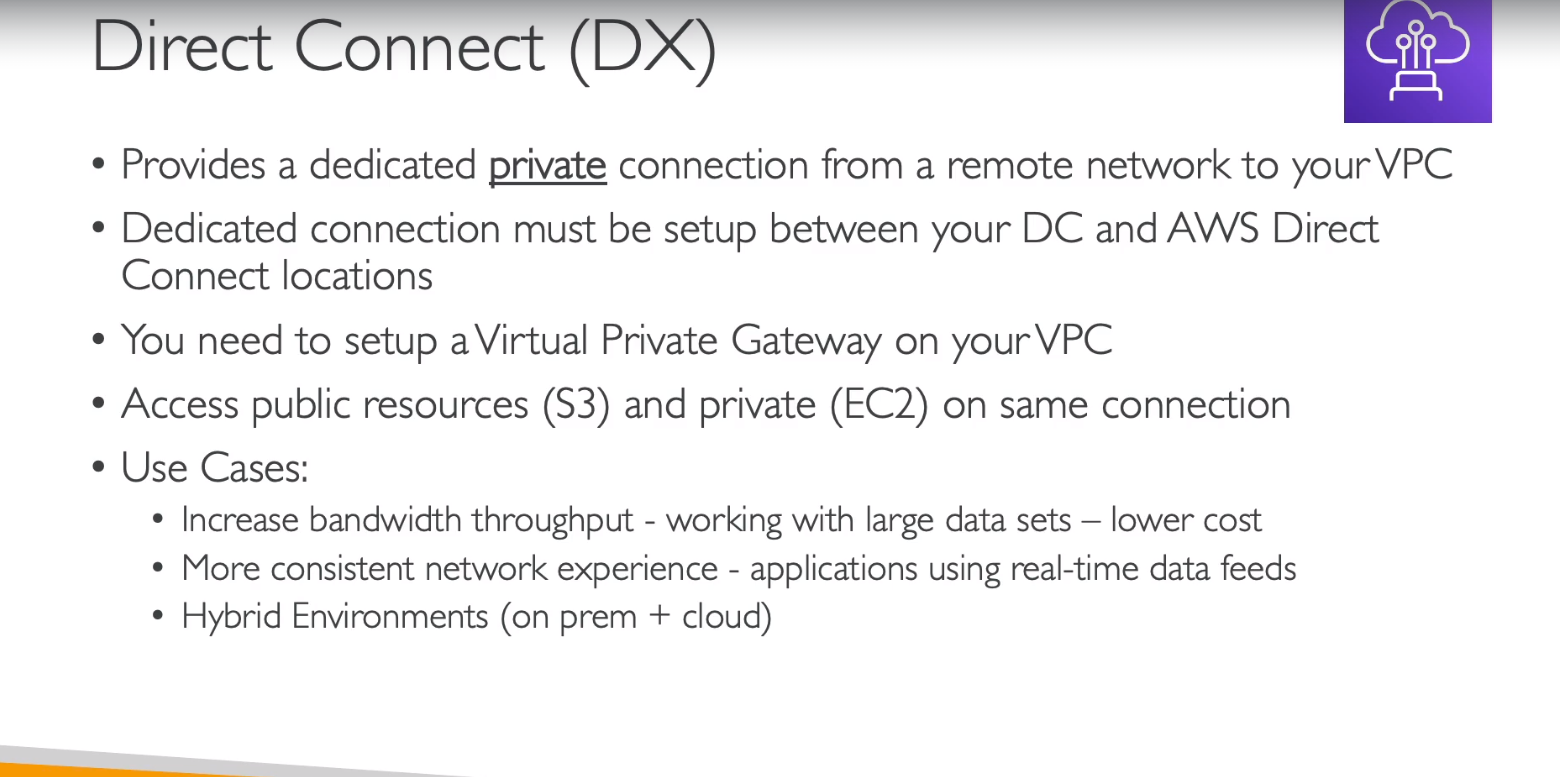 Direct Connect (DX)
• Provides a dedicated private connection from a remote network to your VPC
• Dedicated connection must be setup between your DC and AWS Direct
Connect locations
• You need to setup a Virtual Private Gateway on your VPC
• Access public resources (S3) and private (EC2) on same connection
• Use Cases:
• Increase bandwidth throughput - working with large data sets – lower cost
• More consistent network experience - applications using real-time data feeds
• Hybrid Environments (on prem + cloud)